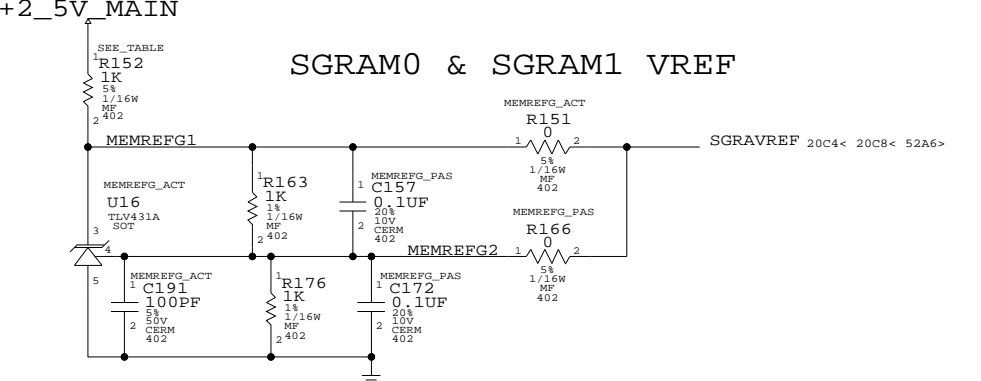 +2_5V_MAIN
SEE_TABLE
1
R152
1K
5%
1/16W
MF
402
2
SGRAM0 & SGRAM1 VREF
MEMREFG1
MEMREFG_ACT
R151
0
1 2
5%
1/16W
MF
402
SGRAVREF 20C4< 20C8< 52A6>
MEMREFG_ACT
U16
TLV431A
SOT
3
4
5
1
R163
1K
1%
1/16W
MF
402
2
MEMREFG_PAS
1
C157
0.1UF
20%
10V
CERM
402
2
MEMREFG_PAS
R166
0
1 2
5%
1/16W
MF
402
MEMREFG2
MEMREFG_ACT
1
C191
100PF
5%
50V
CERM
402
2
1
R176
1K
1%
1/16W
MF
402
2
MEMREFG_PAS
1
C172
0.1UF
20%
10V
CERM
402
2